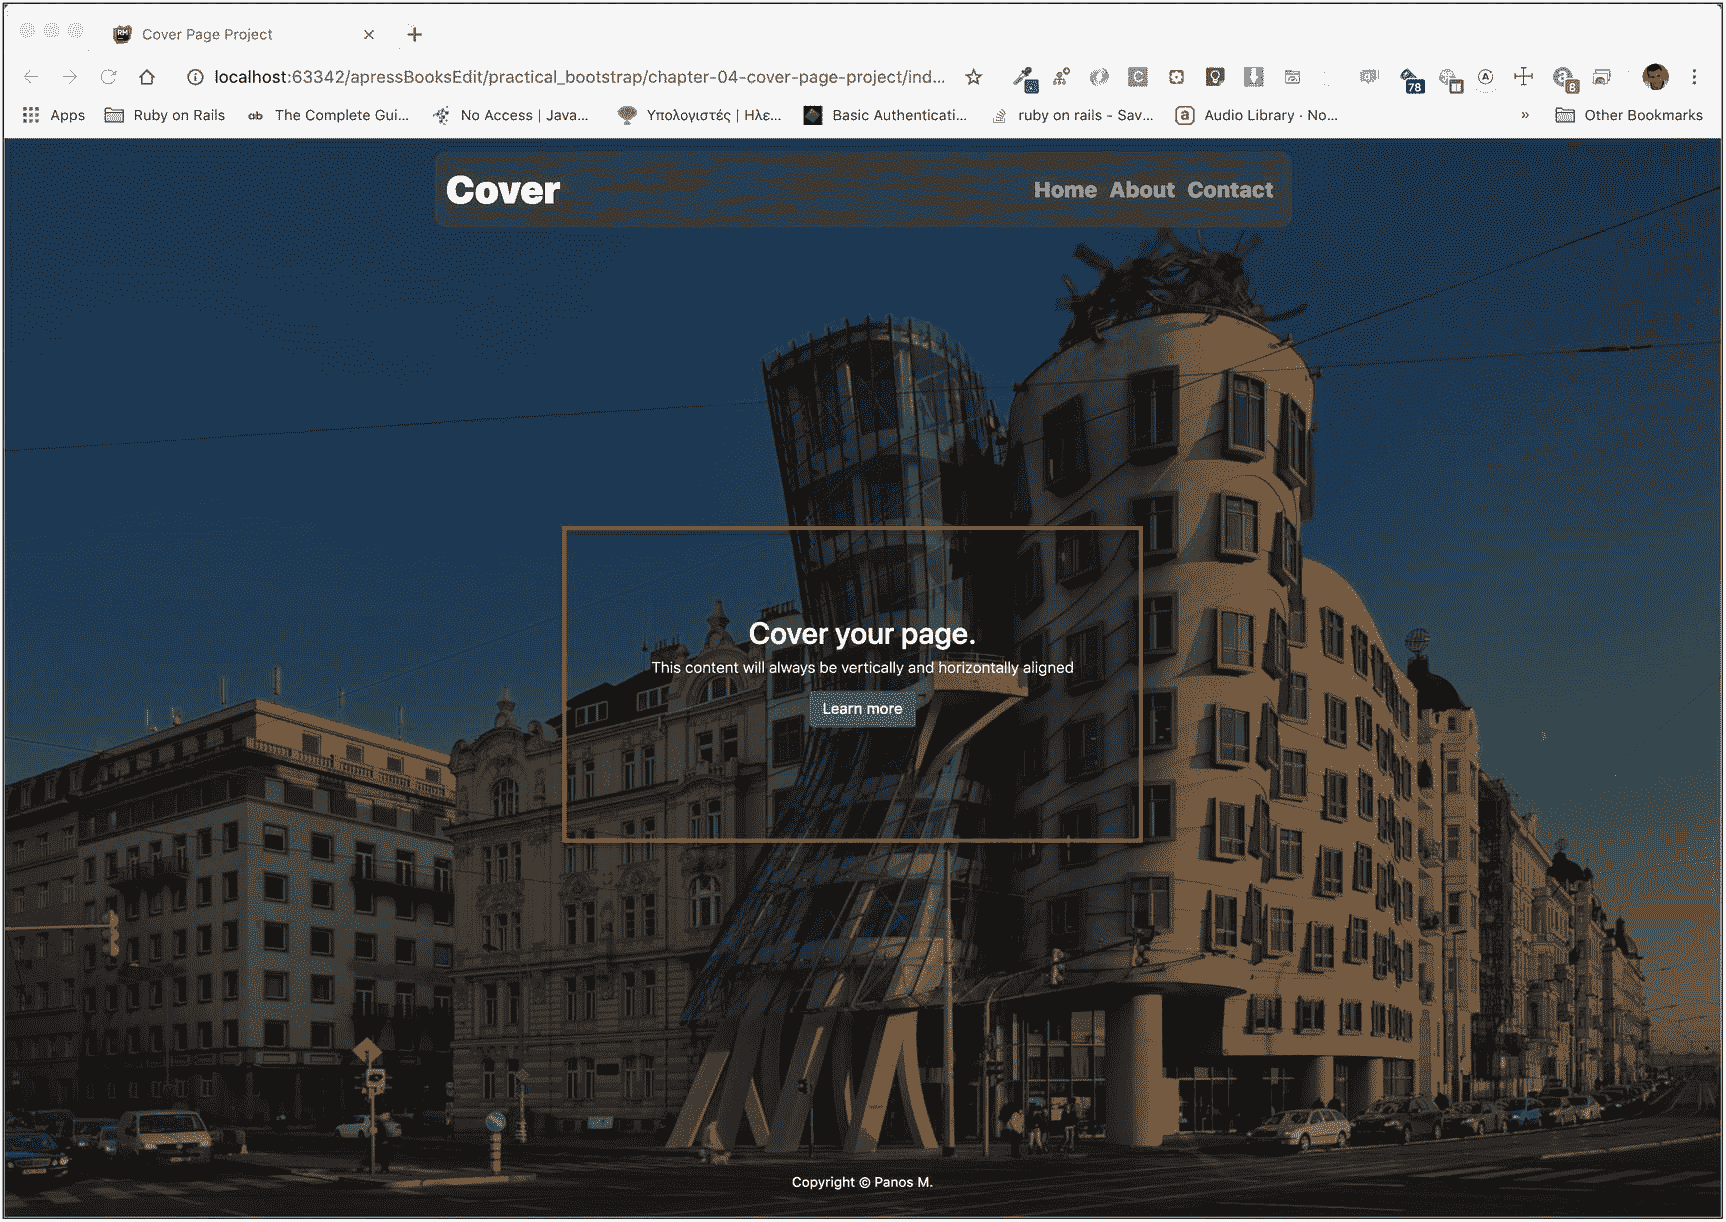 Cover Page Project
localhost:63342/apressBooksEdit/practical_bootstrap/chapter-04-cover-page-project/ind...
78
8
Apps
Ruby on Rails
ab The Complete Gui...
No Access | Java...
Υπολογιστές | Ηλε...
Basic Authenticati...
ruby on rails - Sav...
a Audio Library · No...
»
Other Bookmarks
Cover
Home About Contact
Cover your page.
This content will always be vertically and horizontally aligned
Learn more
Copyright © Panos M.